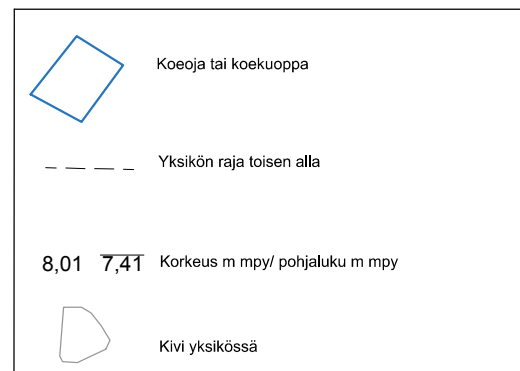 Koeoja tai koekuoppa
Yksikön raja toisen alla
8,01 7,41 Korkeus m mpy/ pohjaluku m mpy
Kivi yksikössä